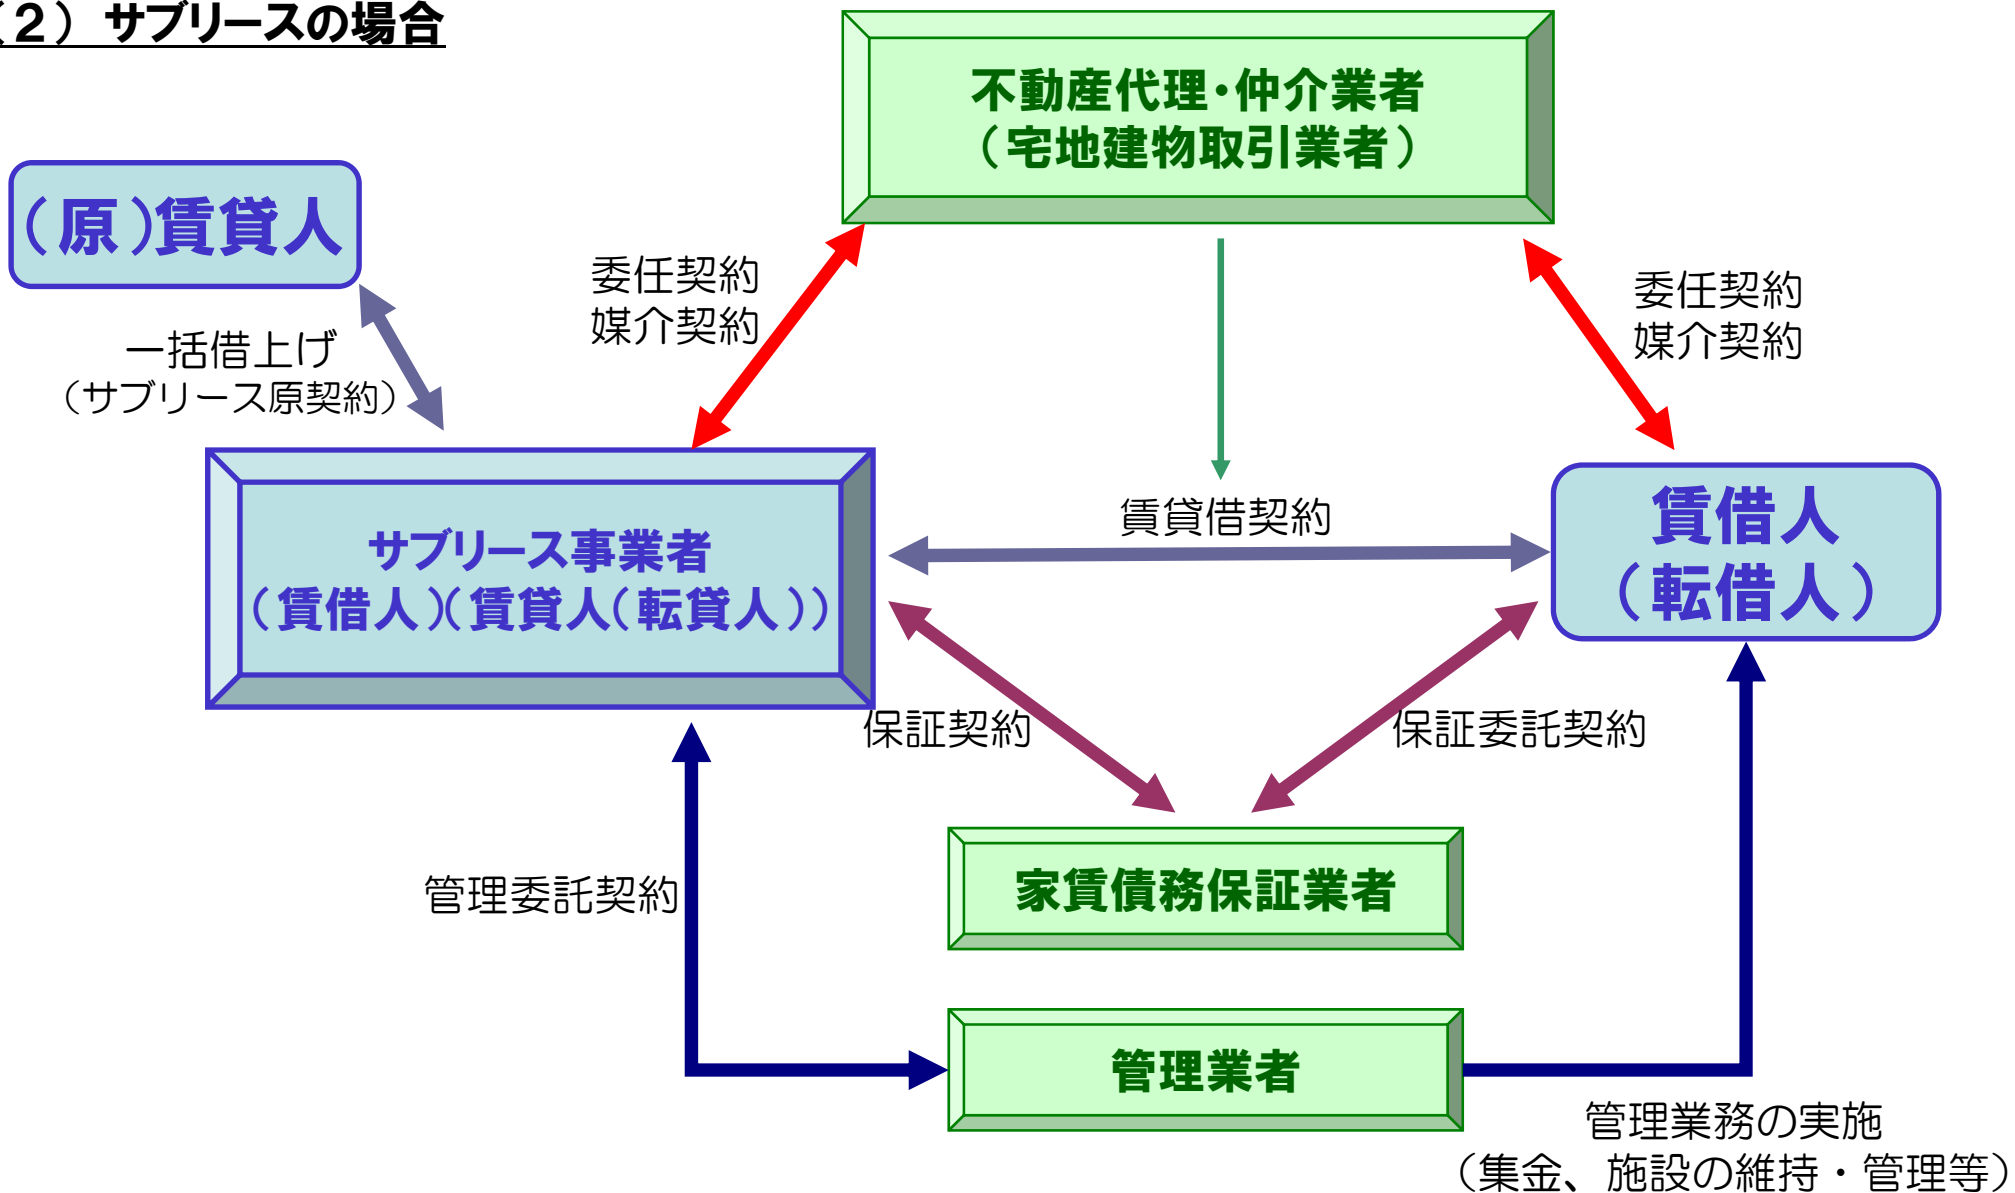 （２）サブリースの場合
不動産代理・仲介業者
（宅地建物取引業者）
（原）賃貸人
委任契約
媒介契約
委任契約
媒介契約
一括借上げ
（サブリース原契約）
サブリース事業者
（賃借人）（賃貸人（転貸人））
賃貸借契約
賃借人
（転借人）
保証契約
保証委託契約
管理委託契約
家賃債務保証業者
管理業者
管理業務の実施
（集金、施設の維持・管理等）